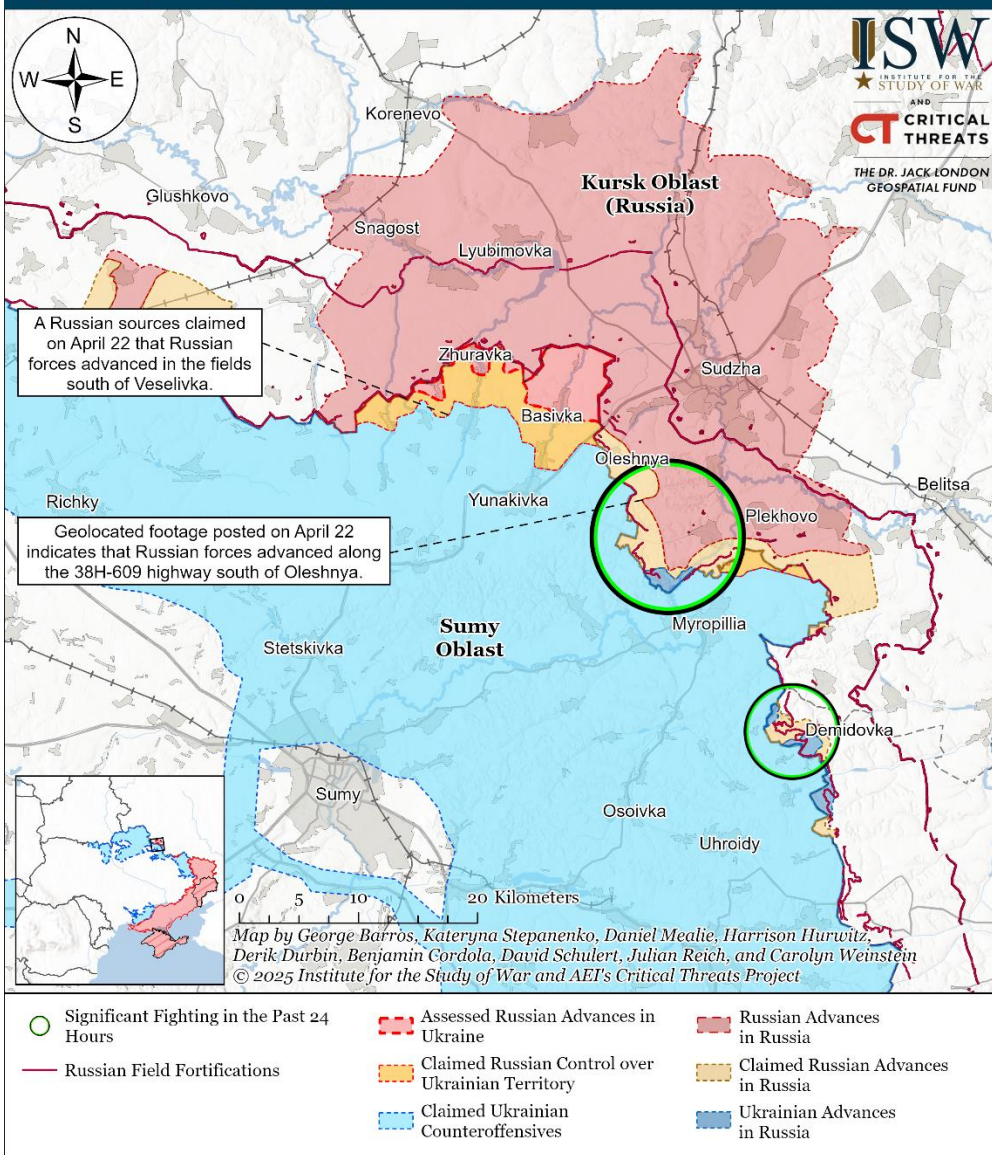 N
W E
S
ISW
INSTITUTE FOR THE
STUDY OF WAR
AND
CT CRITICAL
THREATS
THE DR. JACK LONDON
GEOSPATIAL FUND
Korenevo
Glushkovo
Kursk Oblast
(Russia)
Snagost
Lyubimovka
A Russian sources claimed
on April 22 that Russian
forces advanced in the fields
south of Veselivka.
Zhuravka
Sudzha
Basivka
Oleshnya
Belitsa
Richky
Yunakivka
Plekhovo
Geolocated footage posted on April 22
indicates that Russian forces advanced along
the 38H-609 highway south of Oleshnya.
Myropillia
Sumy
Oblast
Stetskivka
Demidovka
Sumy
Osoivka
Uhroidy
0 5 10 20 Kilometers
Map by George Barros, Kateryna Stepanenko, Daniel Mealie, Harrison Hurwitz,
Derik Durbin, Benjamin Cordola, David Schulert, Julian Reich, and Carolyn Weinstein
© 2025 Institute for the Study of War and AEI's Critical Threats Project
Significant Fighting in the Past 24
Hours
Russian Field Fortifications
Assessed Russian Advances in
Ukraine
Claimed Russian Control over
Ukrainian Territory
Claimed Ukrainian
Counteroffensives
Russian Advances
in Russia
Claimed Russian Advances
in Russia
Ukrainian Advances
in Russia